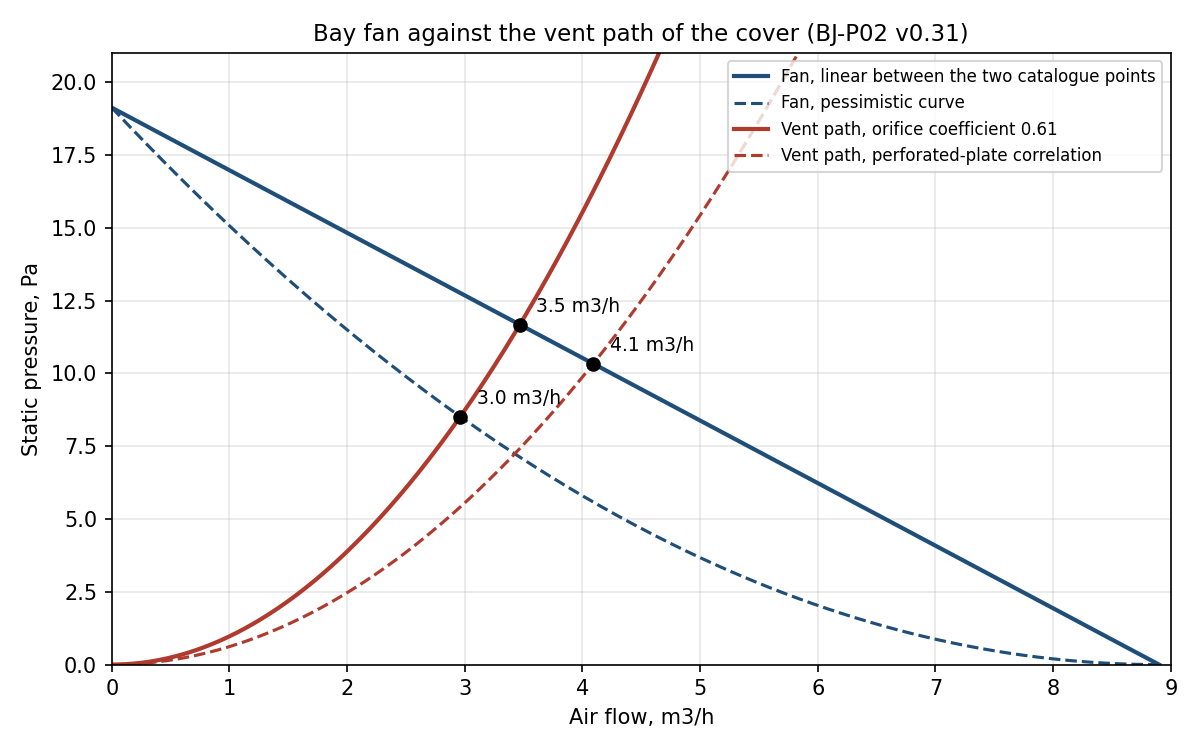 Bay fan against the vent path of the cover (BJ-P02 v0.31)
Fan, linear between the two catalogue points
Fan, pessimistic curve
Vent path, orifice coefficient 0.61
Vent path, perforated-plate correlation
Static pressure, Pa
20.0
17.5
15.0
12.5
10.0
7.5
5.0
2.5
0.0
3.5 m3/h
4.1 m3/h
3.0 m3/h
0 1 2 3 4 5 6 7 8 9
Air flow, m3/h